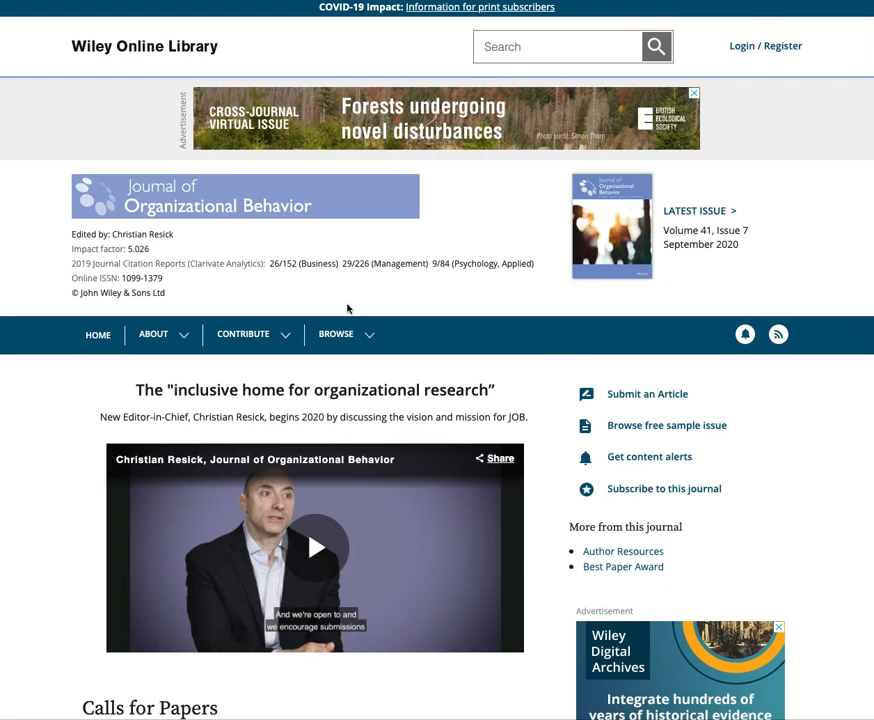 COVID-19 Impact: Information for print subscribers
Wiley Online Library
Search
Login / Register
Advertisement
CROSS-JOURNAL
VIRTUAL ISSUE
Forests undergoing
novel disturbances
Photo credit: Simon Thorn
BRITISH
ECOLOGICAL
SOCIETY
Journal of
Organizational Behavior
Edited by: Christian Resick
Impact factor: 5.026
2019 Journal Citation Reports (Clarivate Analytics): 26/152 (Business) 29/226 (Management) 9/84 (Psychology, Applied)
Online ISSN: 1099-1379
© John Wiley & Sons Ltd
Journal of
Organizational
Behavior
WILEY
LATEST ISSUE >
Volume 41, Issue 7
September 2020
HOME
ABOUT
CONTRIBUTE
BROWSE
The "inclusive home for organizational research”
New Editor-in-Chief, Christian Resick, begins 2020 by discussing the vision and mission for JOB.
Christian Resick, Journal of Organizational Behavior
Share
And we're open to and
we encourage submissions
Submit an Article
Browse free sample issue
Get content alerts
Subscribe to this journal
More from this journal
Author Resources
Best Paper Award
Advertisement
Wiley
Digital
Archives
Integrate hundreds of
years of historical evidence
Calls for Papers